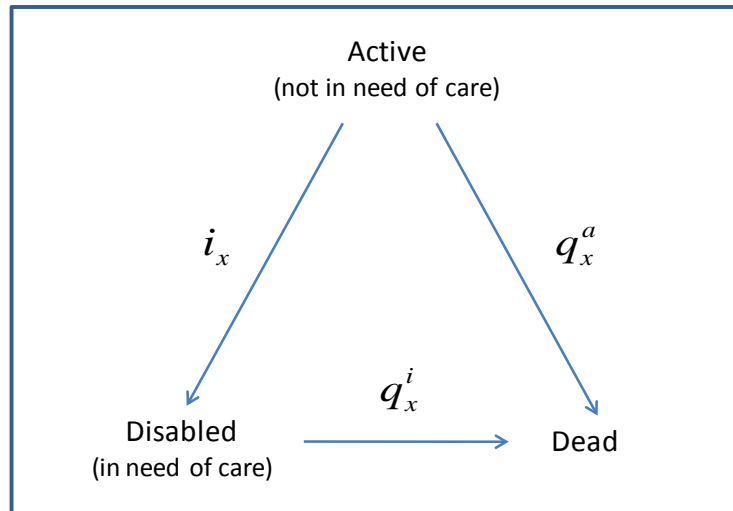 Active
(not in need of care)
i_x
q_x^a
q_x^i
Disabled
(in need of care)
Dead